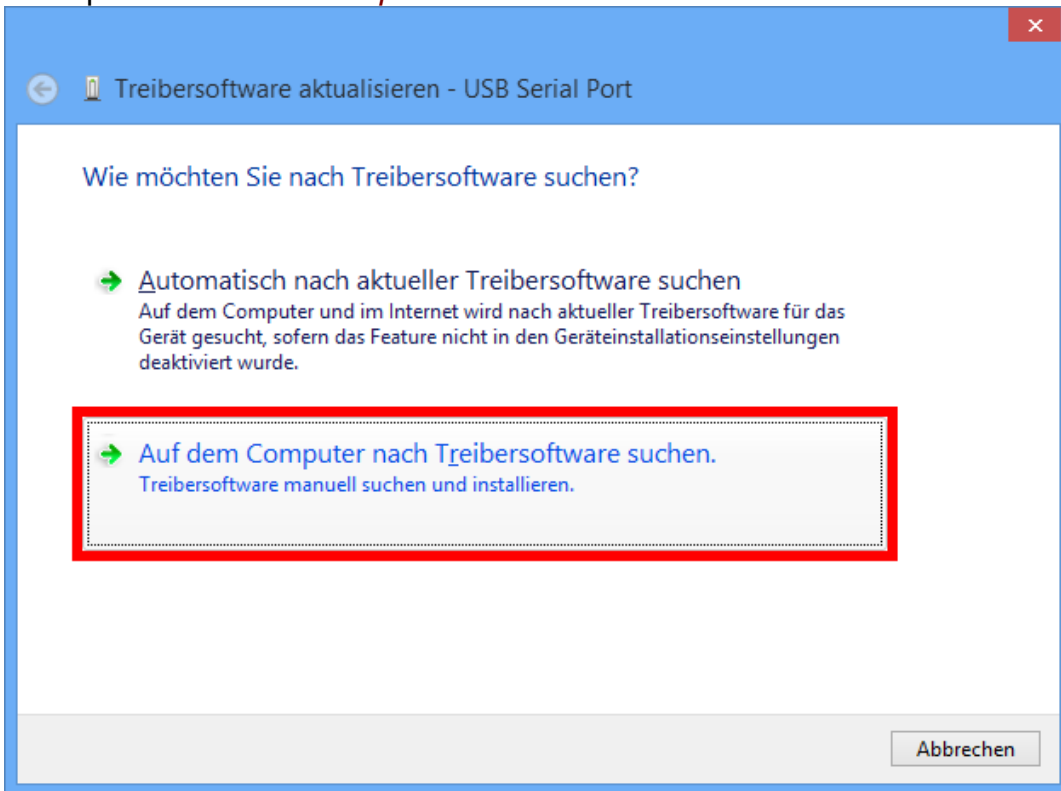 Treibersoftware aktualisieren - USB Serial Port
Wie möchten Sie nach Treibersoftware suchen?
Automatisch nach aktueller Treibersoftware suchen
Auf dem Computer und im Internet wird nach aktueller Treibersoftware für das
Gerät gesucht, sofern das Feature nicht in den Geräteinstallationseinstellungen
deaktiviert wurde.
Auf dem Computer nach Treibersoftware suchen.
Treibersoftware manuell suchen und installieren.
Abbrechen